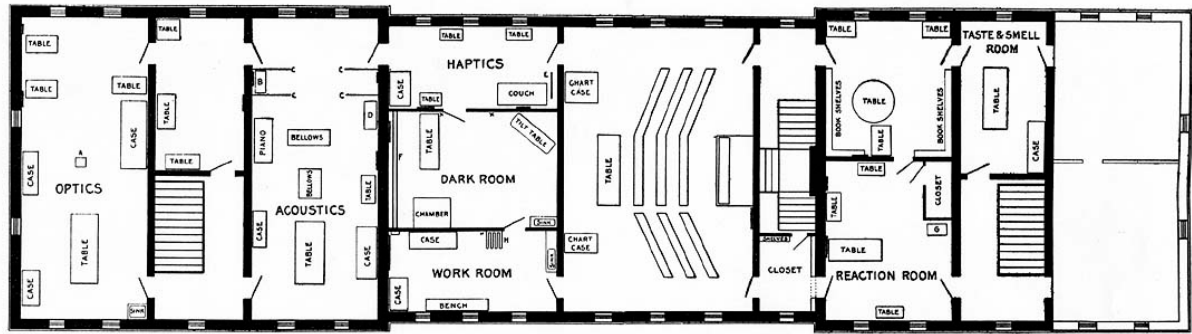 TABLE
TABLE
TABLE
CASE
A
CASE
OPTICS
TABLE
CASE
SINK
TABLE
TABLE
TABLE
C
C
B
C
C
D
PIANO
BELLOWS
BELLOWS
TABLE
ACOUSTICS
CASE
TABLE
CASE
TABLE
TABLE
HAPTICS
CASE
E
TABLE
COUCH
TILT TABLE
TABLE
F
DARK ROOM
CHAMBER
SINK
CASE
H
SINK
WORK ROOM
CASE
BENCH
CHART
CASE
TABLE
CHART
CASE
SHELVES
CLOSET
TABLE
TABLE
BOOK SHELVES
TABLE
BOOK SHELVES
TABLE
TABLE
CLOSET
TABLE
G
TABLE
REACTION ROOM
TABLE
TASTE & SMELL
ROOM
TABLE
CASE